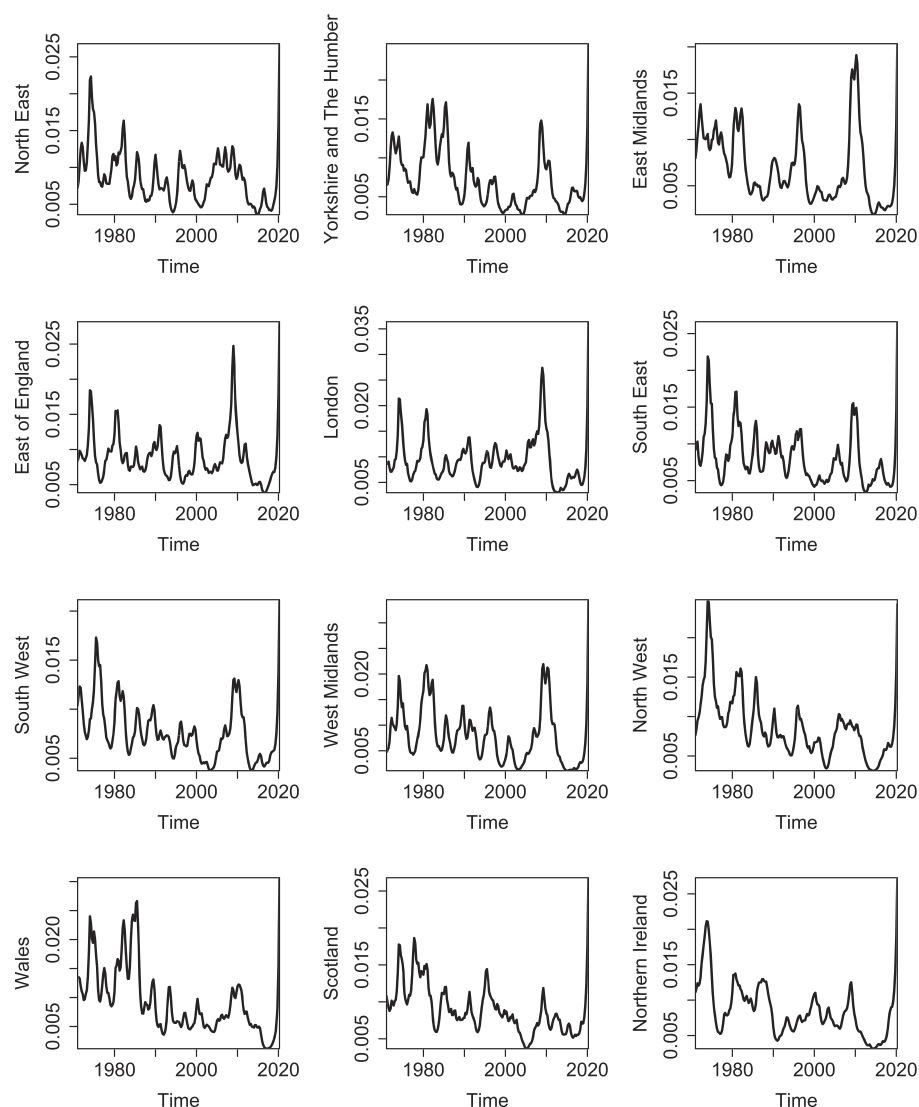 North East
0.005 0.015 0.025
1980 2000 2020
Time
Yorkshire and The Humber
0.005 0.015
1980 2000 2020
Time
East Midlands
0.005 0.015
1980 2000 2020
Time
East of England
0.005 0.015 0.025
1980 2000 2020
Time
London
0.005 0.020 0.035
1980 2000 2020
Time
South East
0.005 0.015 0.025
1980 2000 2020
Time
South West
0.005 0.015
1980 2000 2020
Time
West Midlands
0.005 0.020
1980 2000 2020
Time
North West
0.005 0.015
1980 2000 2020
Time
Wales
0.005 0.020
1980 2000 2020
Time
Scotland
0.005 0.015 0.025
1980 2000 2020
Time
Northern Ireland
0.005 0.015 0.025
1980 2000 2020
Time